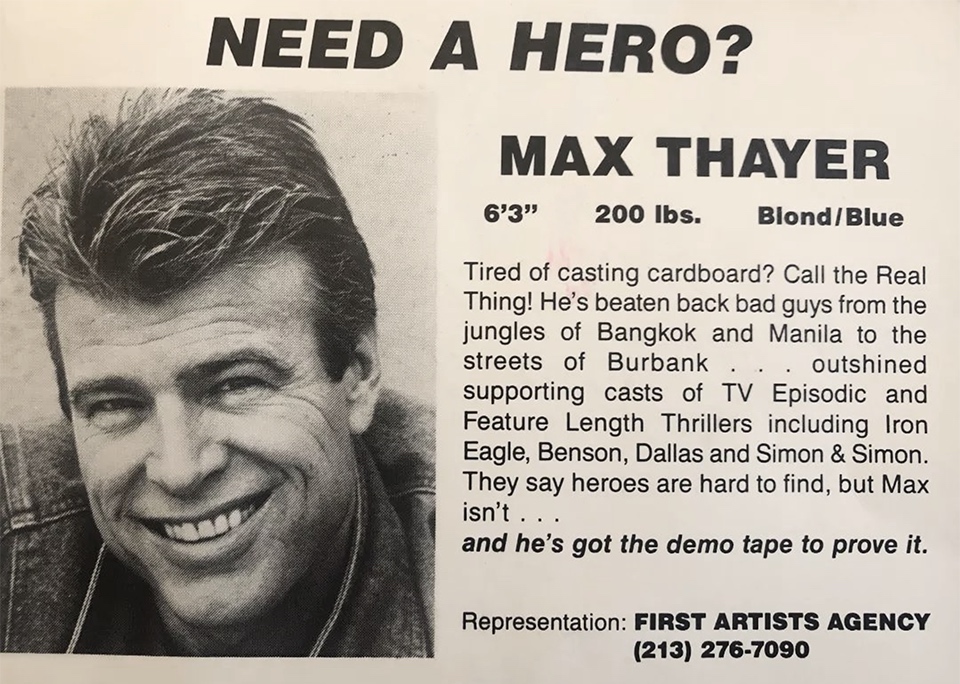 NEED A HERO?
MAX THAYER
6'3” 200 lbs. Blond/Blue
Tired of casting cardboard? Call the Real
Thing! He's beaten back bad guys from the
jungles of Bangkok and Manila to the
streets of Burbank . . . outshined
supporting casts of TV Episodic and
Feature Length Thrillers including Iron
Eagle, Benson, Dallas and Simon & Simon.
They say heroes are hard to find, but Max
isn't . . .
and he's got the demo tape to prove it.
Representation: FIRST ARTISTS AGENCY
(213) 276-7090